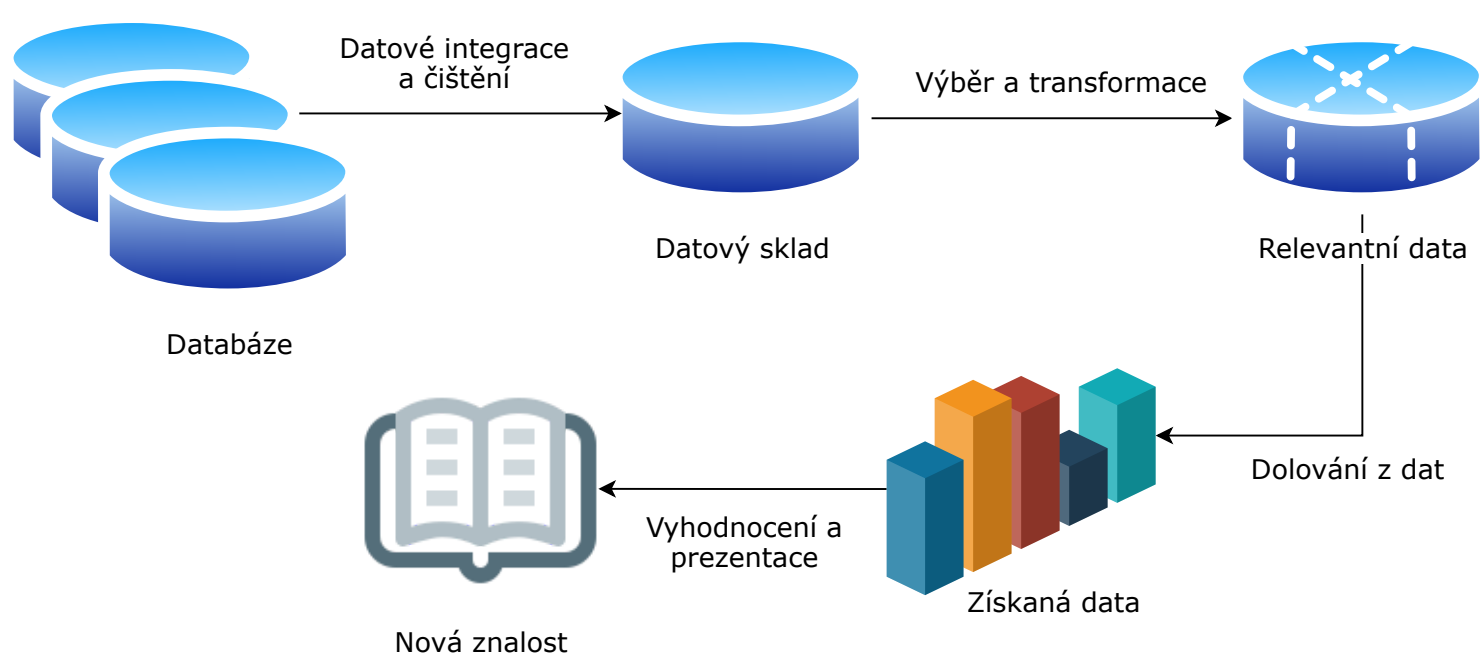 Datové integrace
a čištění
Výběr a transformace
Datový sklad
Relevantní data
Databáze
Dolování z dat
Vyhodnocení a
prezentace
Získaná data
Nová znalost